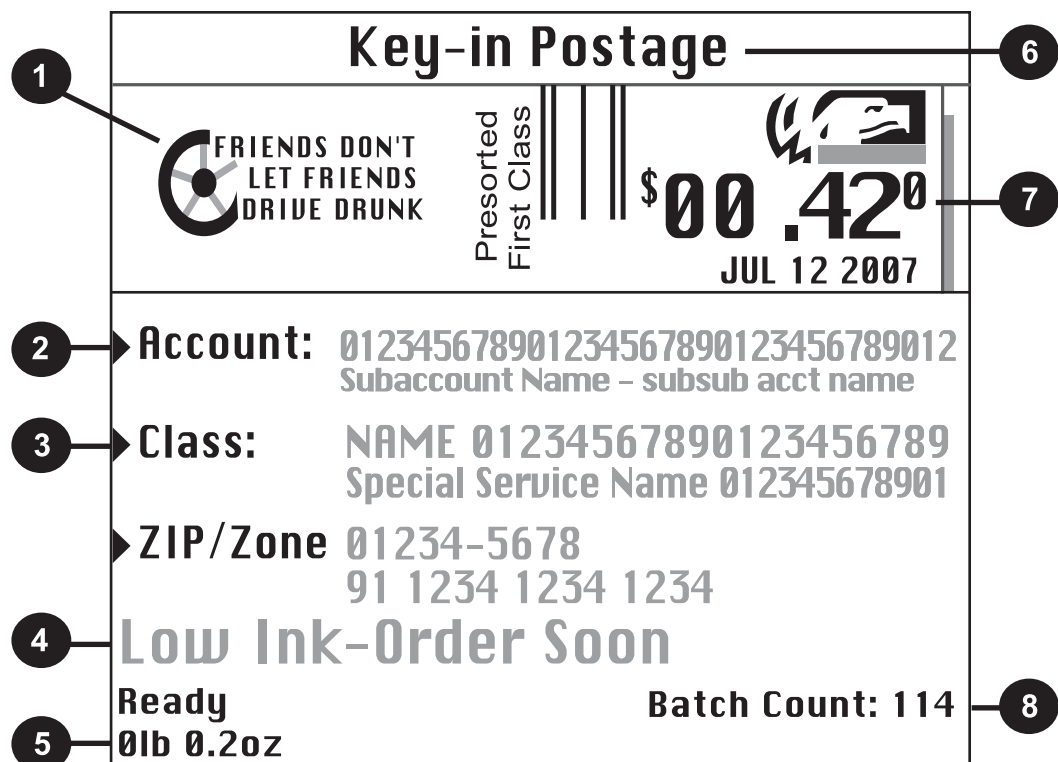 Key-in Postage
6
1
FRIENDS DON'T
LET FRIENDS
DRIVE DRUNK
Presorted
First Class
$00.420
7
JUL 12 2007
2
Account: 012345678901234567890123456789012
Subaccount Name - subsub acct name
3
Class: NAME 01234567890123456789
Special Service Name 012345678901
ZIP/Zone 01234-5678
91 1234 1234 1234
4
Low Ink-Order Soon
Ready
Batch Count: 114
8
5
0lb 0.2oz